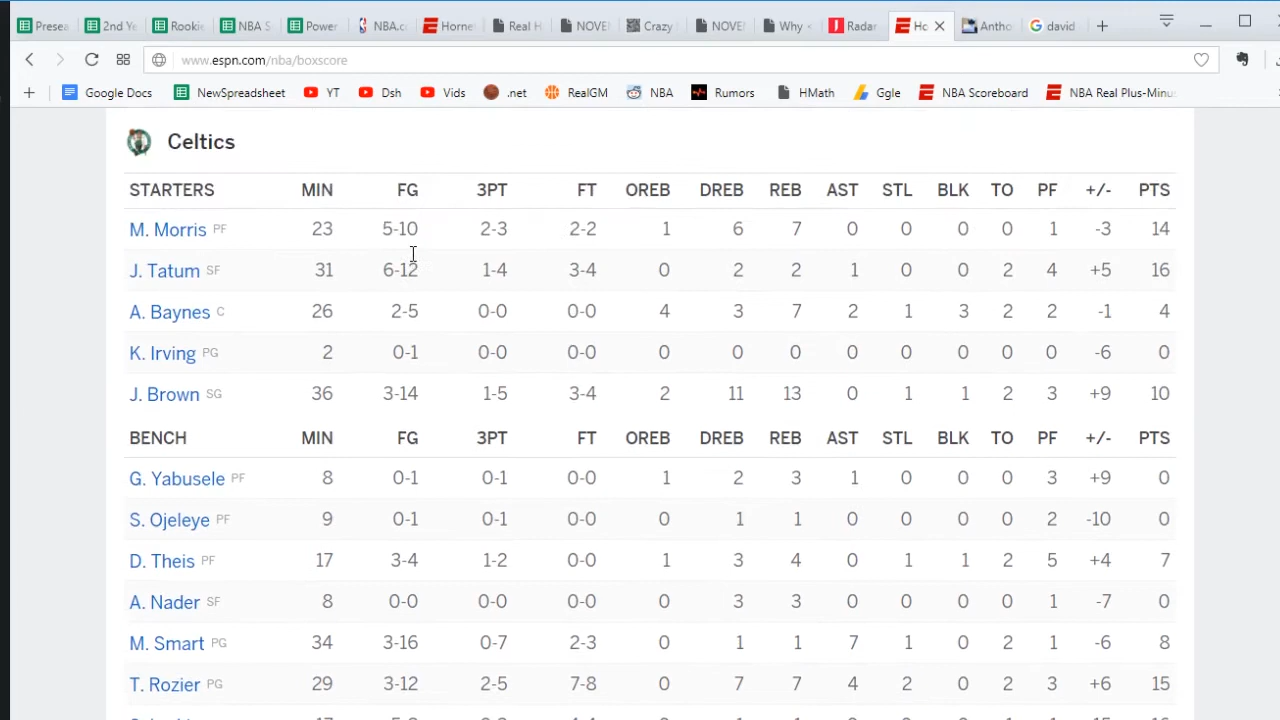 Presea 2nd Ye Rookie NBA S Power NBA.co Horne Real H NOVE Crazy NOVE Why < Radar Ho Antho david
www.espn.com/nba/boxscore
Google Docs NewSpreadsheet YT Dsh Vids .net RealGM NBA Rumors HMath Ggle NBA Scoreboard NBA Real Plus-Minus
Celtics
STARTERS MIN FG 3PT FT OREB DREB REB AST STL BLK TO PF +/- PTS
M. Morris PF 23 5-10 2-3 2-2 1 6 7 0 0 0 0 1 -3 14
J. Tatum SF 31 6-12 1-4 3-4 0 2 2 1 0 0 2 4 +5 16
A. Baynes C 26 2-5 0-0 0-0 4 3 7 2 1 3 2 2 -1 4
K. Irving PG 2 0-1 0-0 0-0 0 0 0 0 0 0 0 0 -6 0
J. Brown SG 36 3-14 1-5 3-4 2 11 13 0 1 1 2 3 +9 10
BENCH MIN FG 3PT FT OREB DREB REB AST STL BLK TO PF +/- PTS
G. Yabusele PF 8 0-1 0-1 0-0 1 2 3 1 0 0 0 3 +9 0
S. Ojeleye PF 9 0-1 0-1 0-0 0 1 1 0 0 0 0 2 -10 0
D. Theis PF 17 3-4 1-2 0-0 1 3 4 0 1 1 2 5 +4 7
A. Nader SF 8 0-0 0-0 0-0 0 3 3 0 0 0 0 1 -7 0
M. Smart PG 34 3-16 0-7 2-3 0 1 1 7 1 0 2 1 -6 8
T. Rozier PG 29 3-12 2-5 7-8 0 7 7 4 2 0 2 3 +6 15